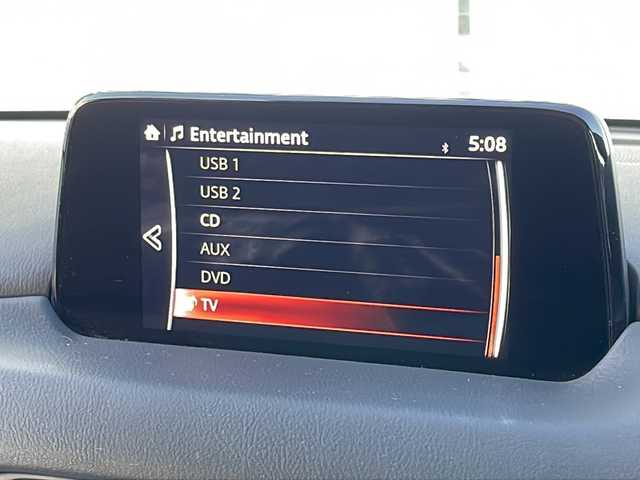 Entertainment 5:08
USB 1
USB 2
CD
AUX
DVD
TV